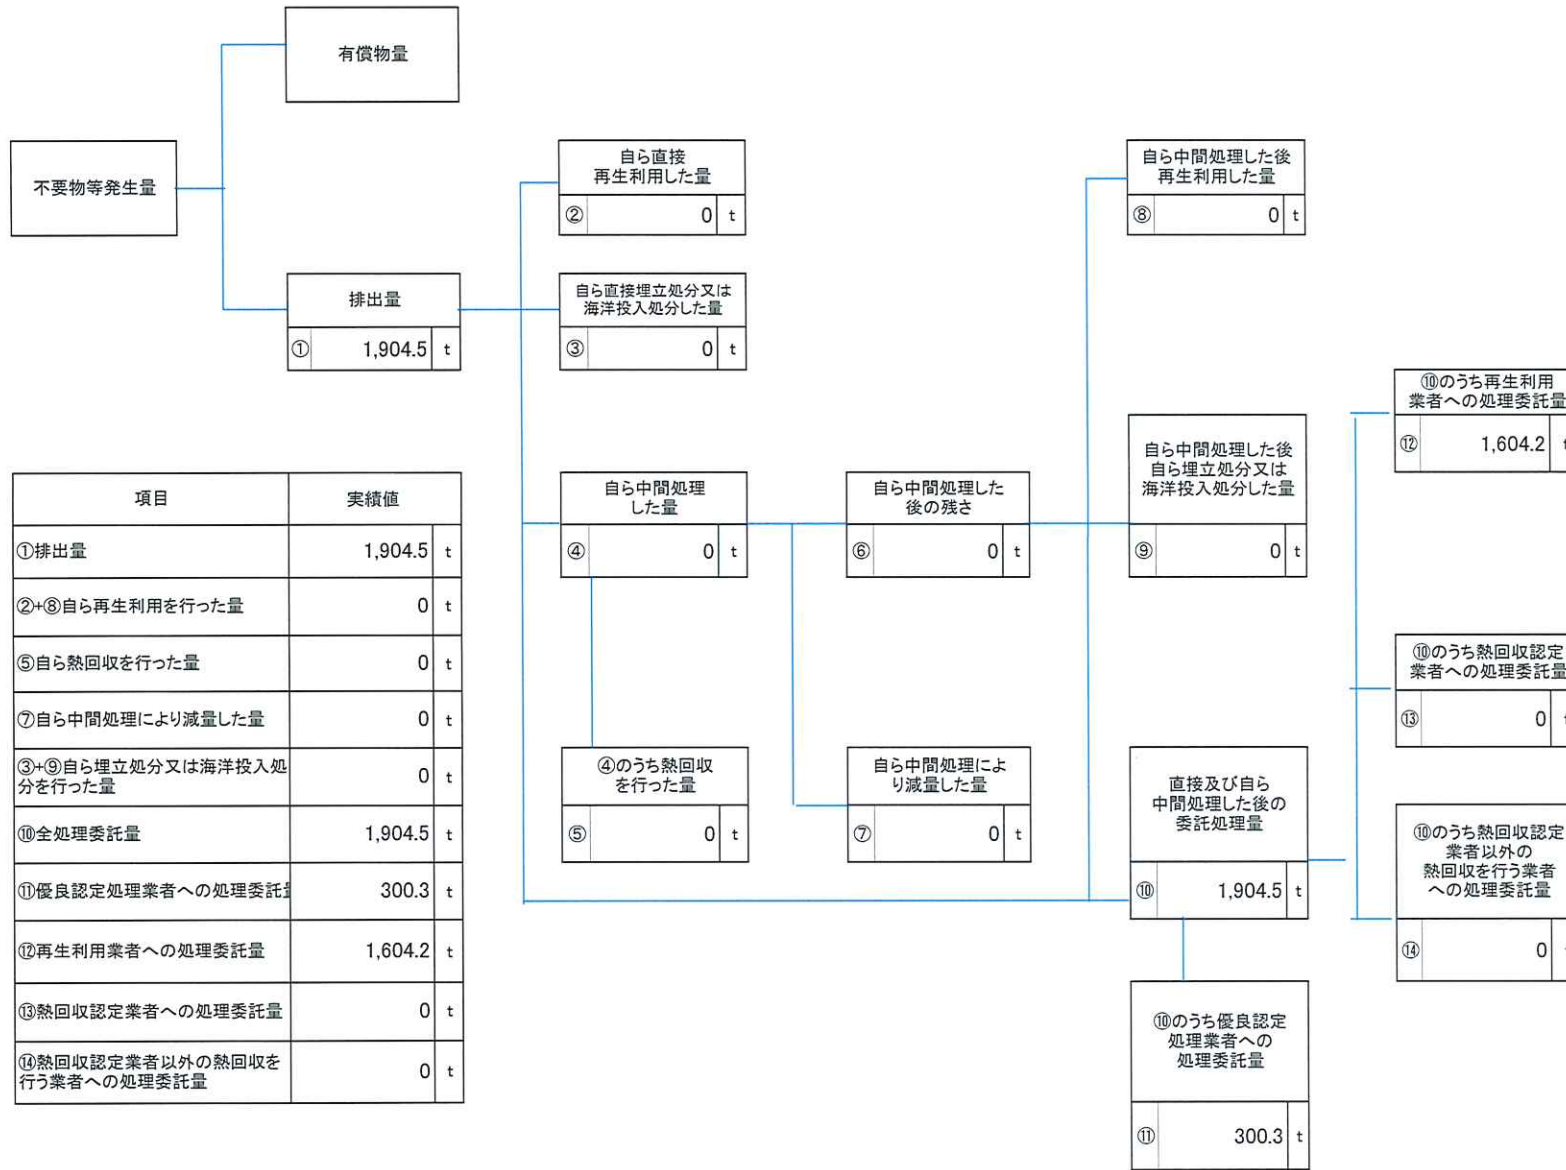 有償物量
不要物等発生量
排出量
① 1,904.5 t
自ら直接
再生利用した量
② 0 t
自ら直接埋立処分又は
海洋投入処分した量
③ 0 t
自ら中間処理
した量
④ 0 t
④のうち熱回収
を行った量
⑤ 0 t
自ら中間処理した
後の残さ
⑥ 0 t
自ら中間処理によ
り減量した量
⑦ 0 t
自ら中間処理した後
再生利用した量
⑧ 0 t
自ら中間処理した後
自ら埋立処分又は
海洋投入処分した量
⑨ 0 t
直接及び自ら
中間処理した後の
委託処理量
⑩ 1,904.5 t
⑩のうち優良認定
処理業者への
処理委託量
⑪ 300.3 t
⑩のうち再生利用
業者への処理委託量
⑫ 1,604.2 t
⑩のうち熱回収認定
業者への処理委託量
⑬ 0 t
⑩のうち熱回収認定
業者以外の
熱回収を行う業者
への処理委託量
⑭ 0
項目 実績値
①排出量 1,904.5 t
②+⑧自ら再生利用を行った量 0 t
⑤自ら熱回収を行った量 0 t
⑦自ら中間処理により減量した量 0 t
③+⑨自ら埋立処分又は海洋投入処
分を行った量 0 t
⑩全処理委託量 1,904.5 t
⑪優良認定処理業者への処理委託 300.3 t
⑫再生利用業者への処理委託量 1,604.2 t
⑬熱回収認定業者への処理委託量 0 t
⑭熱回収認定業者以外の熱回収を
行う業者への処理委託量 0 t